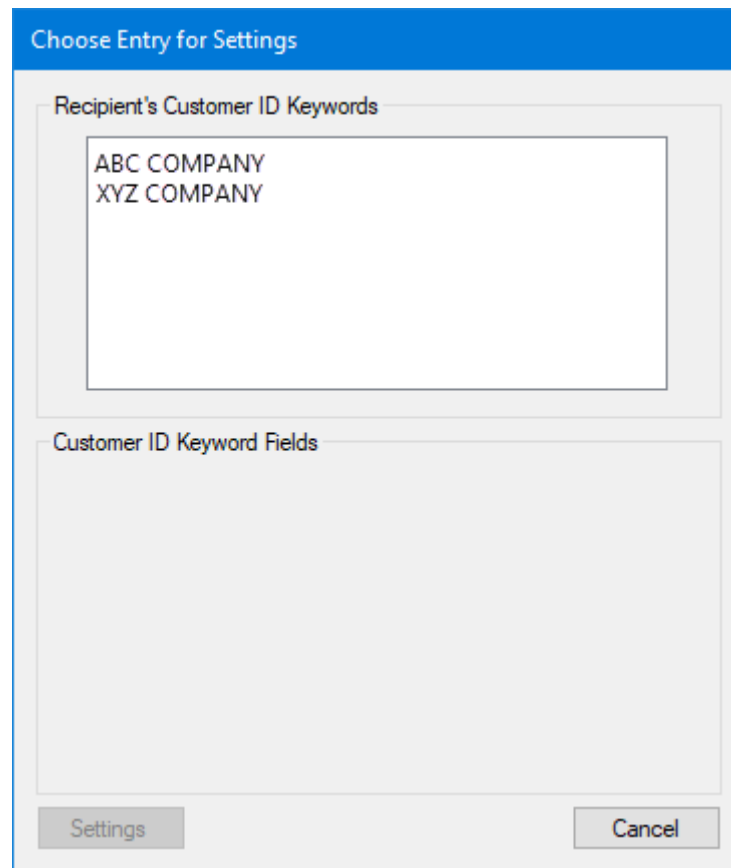 Choose Entry for Settings
Recipient's Customer ID Keywords
ABC COMPANY
XYZ COMPANY
Customer ID Keyword Fields
Settings
Cancel